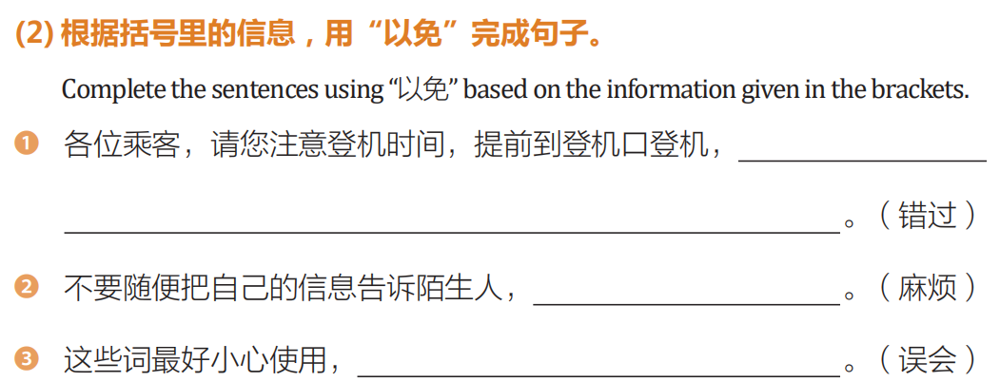 (2) 根据括号里的信息，用“以免”完成句子。
Complete the sentences using “以免” based on the information given in the brackets.
❶ 各位乘客，请您注意登机时间，提前到登机口登机，
。（错过）
❷ 不要随便把自己的信息告诉陌生人，。（麻烦）
❸ 这些词最好小心使用，。（误会）